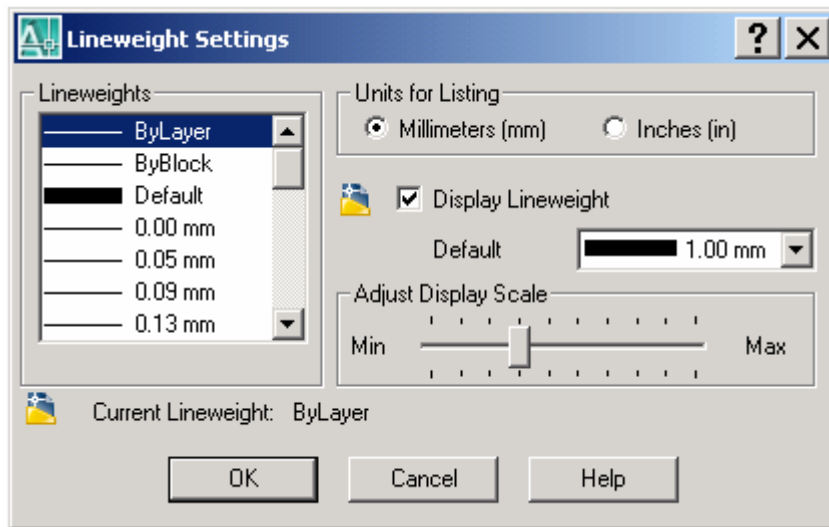 Lineweight Settings
Lineweights
ByLayer
ByBlock
Default
0.00 mm
0.05 mm
0.09 mm
0.13 mm
Units for Listing
Millimeters (mm)
Inches (in)
Display Lineweight
Default
1.00 mm
Adjust Display Scale
Min
Max
Current Lineweight: ByLayer
OK
Cancel
Help